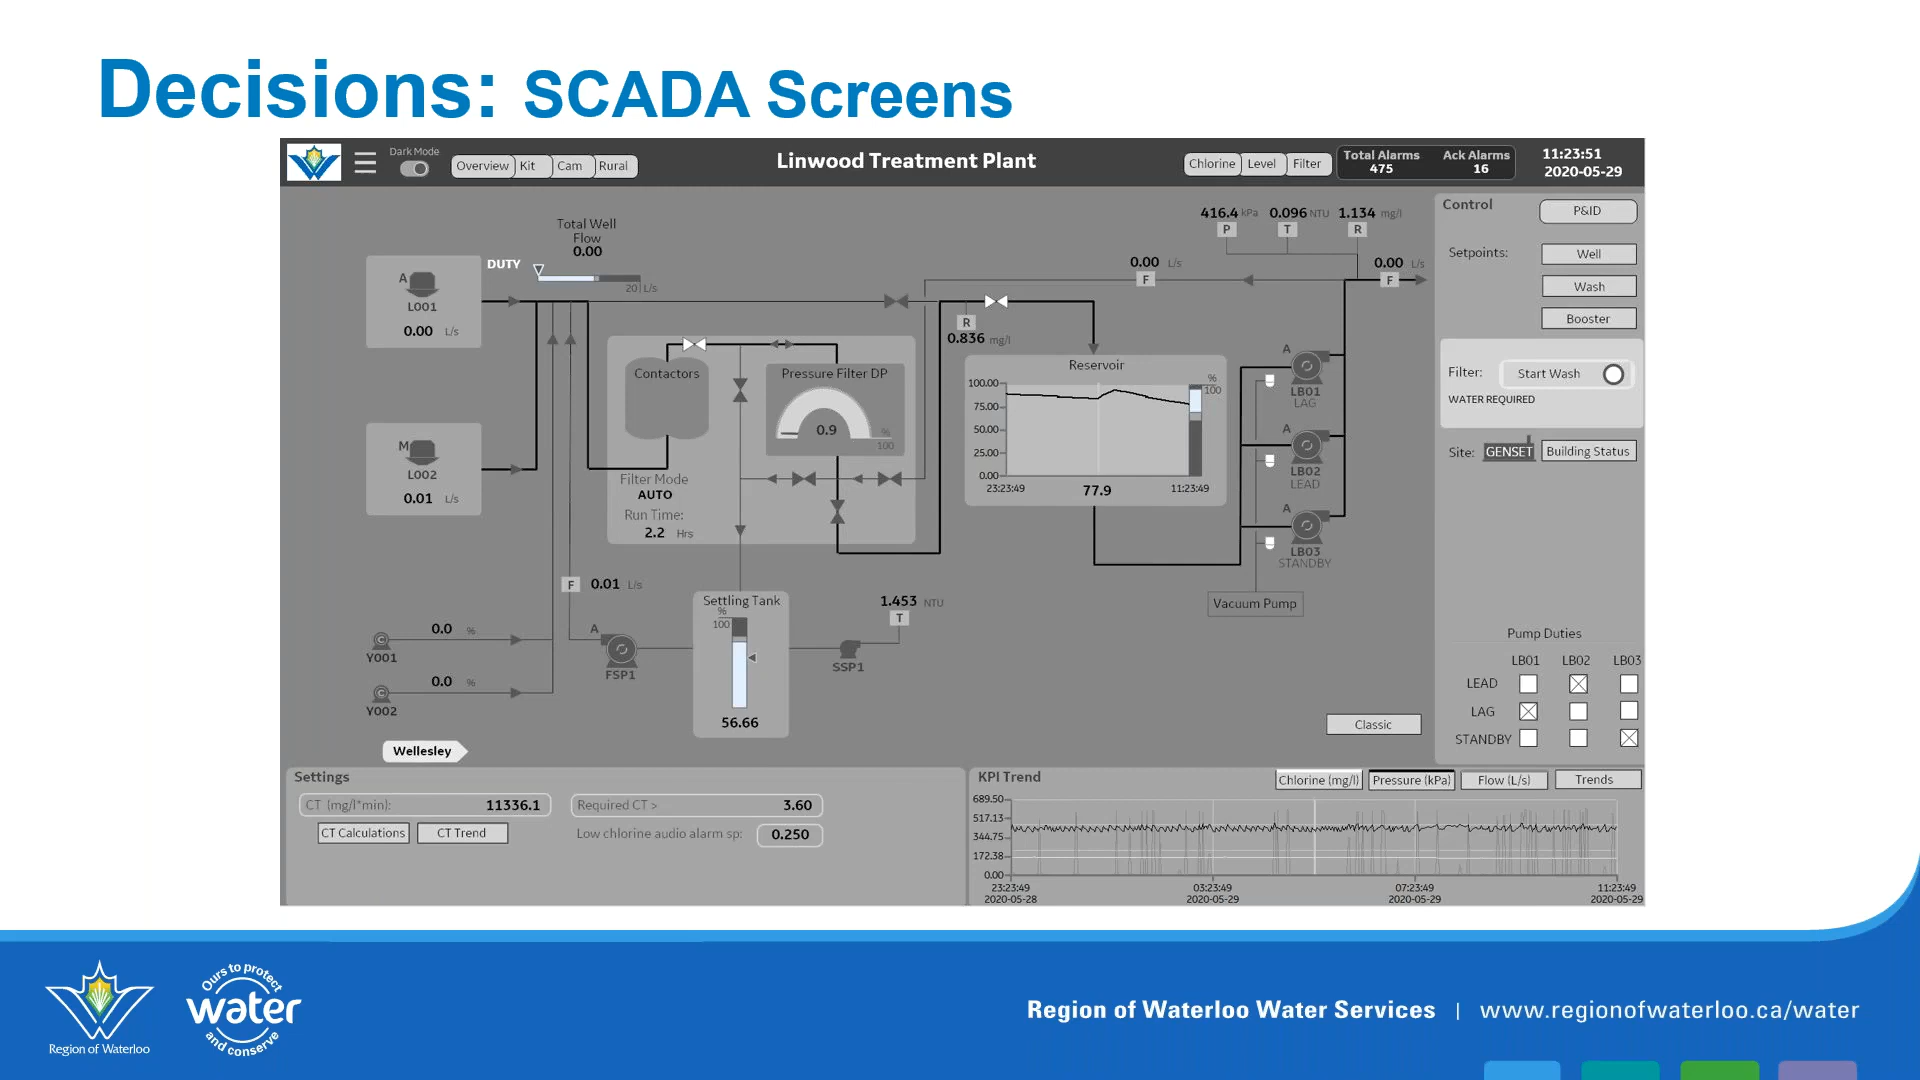 Decisions: SCADA Screens
Dark Mode
Overview Kit Cam Rural
Linwood Treatment Plant
Chlorine Level Filter
Total Alarms
475
Ack Alarms
16
11:23:51
2020-05-29
Total Well
Flow
0.00
20 L/s
DUTY
A
L001
0.00 L/s
M
L002
0.01 L/s
416.4 kPa 0.096 NTU 1.134 mg/l
P T R
0.00 L/s
F
0.00 L/s
F
R
0.836 mg/l
Contactors
Pressure Filter DP
0.9
%
100
Filter Mode
AUTO
Run Time:
2.2 Hrs
Reservoir
100.00
75.00
50.00
25.00
0.00
%
100
23:23:49
77.9
11:23:49
A
LB01
LAG
A
LB02
LEAD
A
LB03
STANDBY
Vacuum Pump
F 0.01 L/s
0.0 %
C
Y001
0.0 %
C
Y002
A
FSP1
Settling Tank
%
100
56.66
1.453 NTU
T
SSP1
Wellesley
Classic
Control
P&ID
Setpoints:
Well
Wash
Booster
Filter: Start Wash
WATER REQUIRED
Site: GENSET Building Status
Pump Duties
LB01 LB02 LB03
LEAD
LAG
STANDBY
Settings
CT (mg/l*min): 11336.1
Required CT > 3.60
CT Calculations CT Trend
Low chlorine audio alarm sp: 0.250
KPI Trend
Chlorine (mg/l) Pressure (kPa) Flow (L/s) Trends
689.50
517.13
344.75
172.38
0.00
23:23:49 03:23:49 07:23:49 11:23:49
2020-05-28 2020-05-29 2020-05-29 2020-05-29
Region of Waterloo
Ours to protect
water
and conserve
Region of Waterloo Water Services | www.regionofwaterloo.ca/water